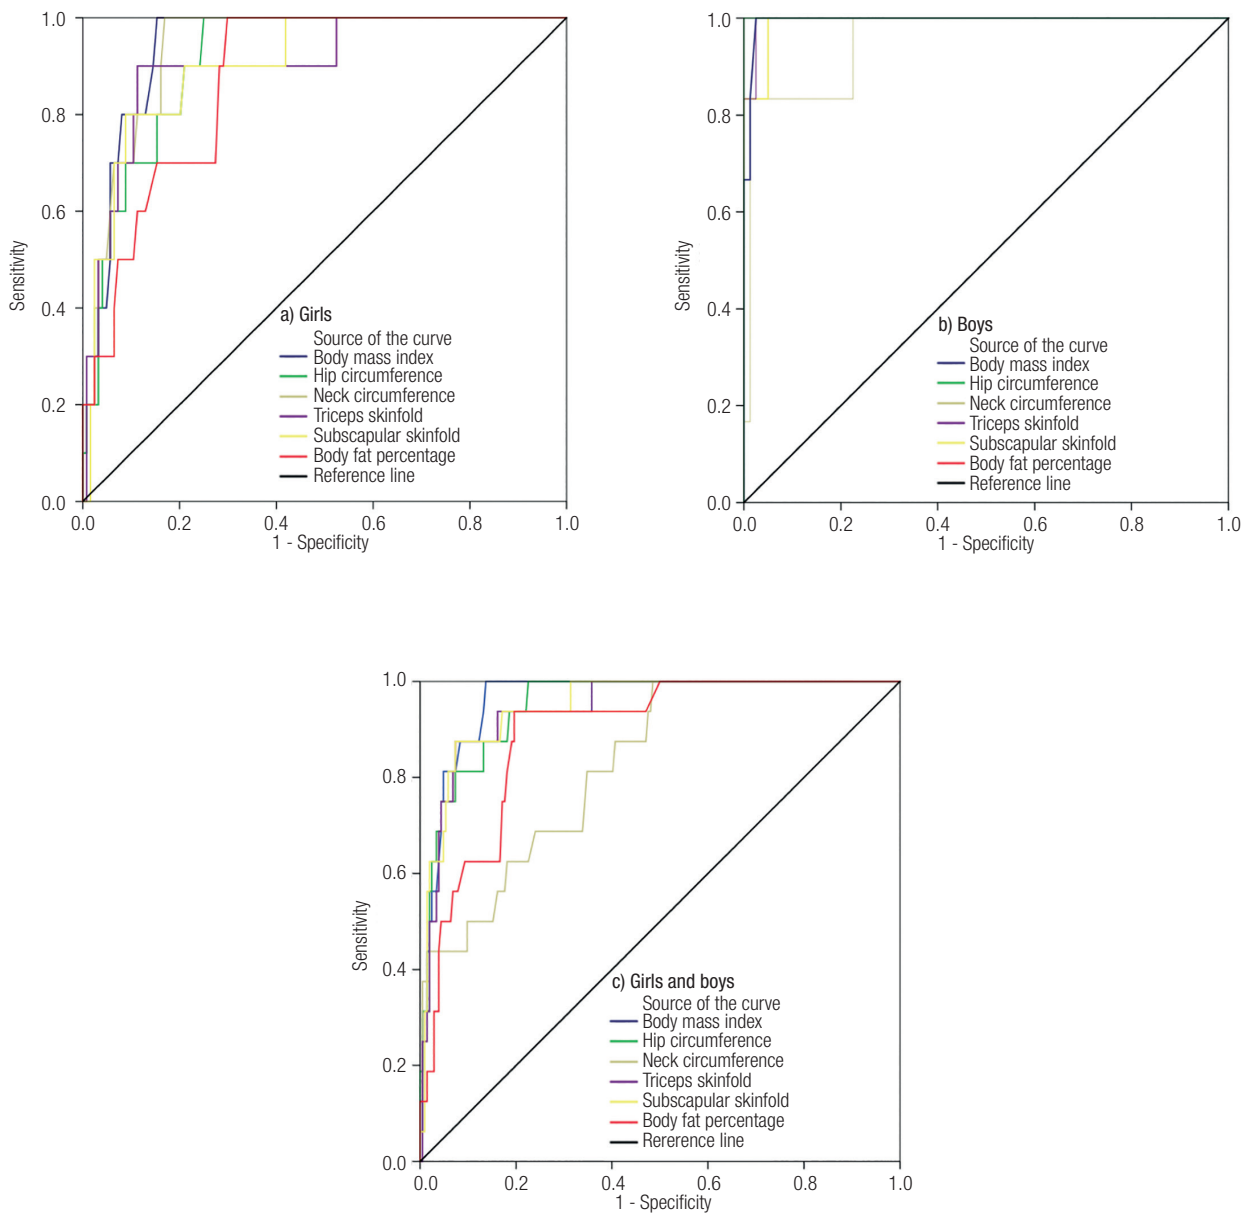 1.0
0.8
0.6
0.4
0.2
0.0
Sensitivity
a) Girls
Source of the curve
Body mass index
Hip circumference
Neck circumference
Triceps skinfold
Subscapular skinfold
Body fat percentage
Reference line
0.0 0.2 0.4 0.6 0.8 1.0
1 - Specificity
1.0
0.8
0.6
0.4
0.2
0.0
Sensitivity
b) Boys
Source of the curve
Body mass index
Hip circumference
Neck circumference
Triceps skinfold
Subscapular skinfold
Body fat percentage
Reference line
0.0 0.2 0.4 0.6 0.8 1.0
1 - Specificity
1.0
0.8
0.6
0.4
0.2
0.0
Sensitivity
c) Girls and boys
Source of the curve
Body mass index
Hip circumference
Neck circumference
Triceps skinfold
Subscapular skinfold
Body fat percentage
Rererence line
0.0 0.2 0.4 0.6 0.8 1.0
1 - Specificity